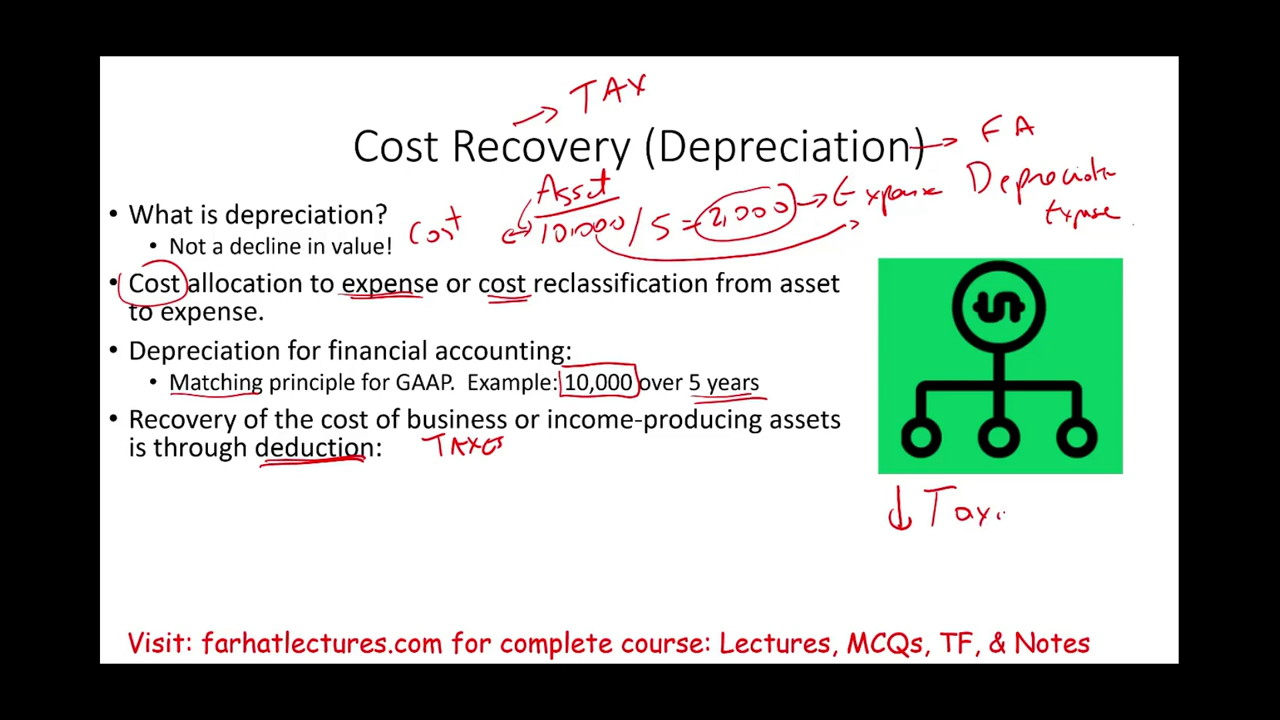 TAX
Cost Recovery (Depreciation)
FA
Depreciation
Expense
Asset
Cost
10,000 / 5 = 2,000 → Expense
• What is depreciation?
• Not a decline in value!
• Cost allocation to expense or cost reclassification from asset
to expense.
• Depreciation for financial accounting:
• Matching principle for GAAP. Example: 10,000 over 5 years
• Recovery of the cost of business or income-producing assets
is through deduction:
TAXES
$
↓ Tax
Visit: farhatlectures.com for complete course: Lectures, MCQs, TF, & Notes